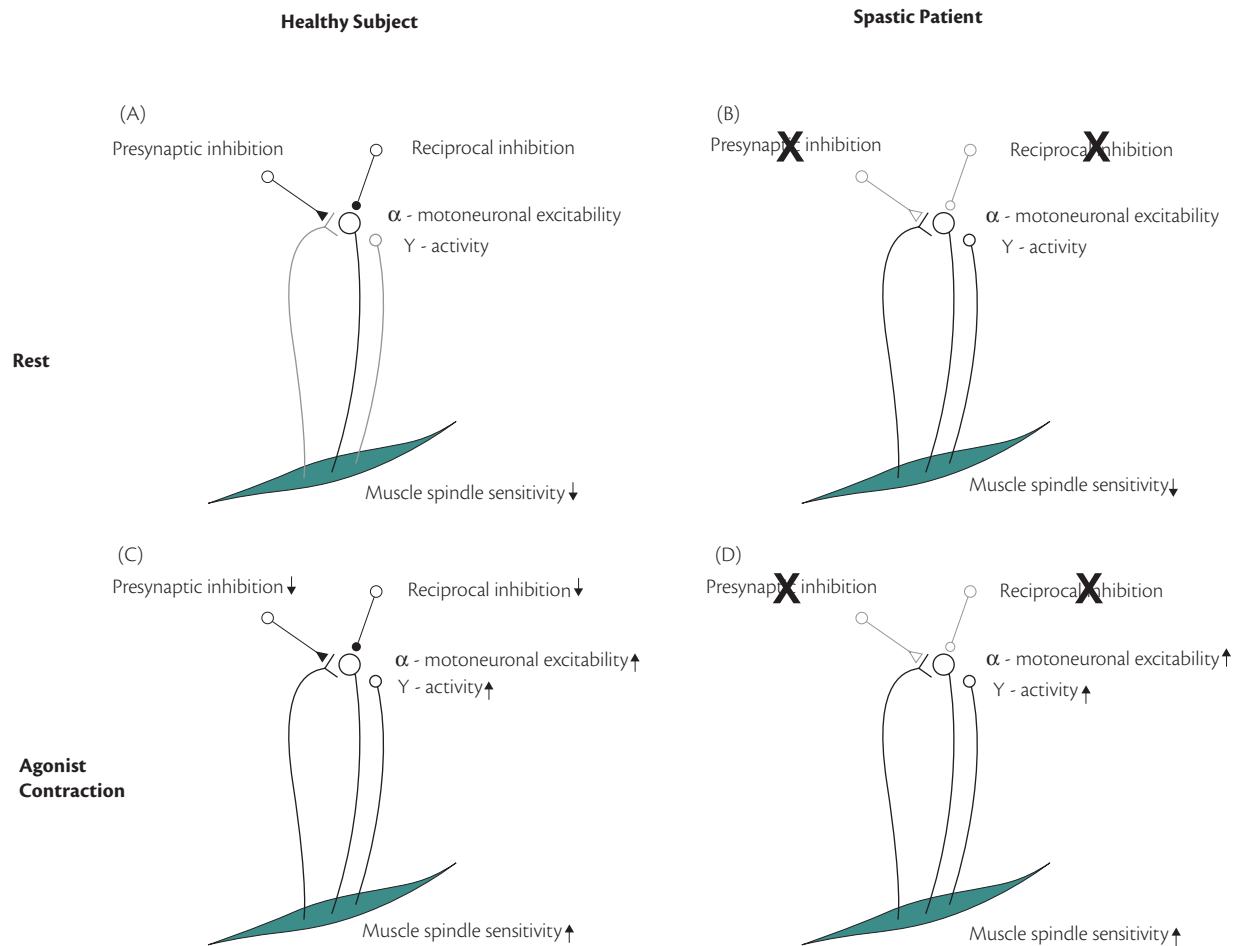 Healthy Subject
Spastic Patient
(A)
Presynaptic inhibition
Reciprocal inhibition
α - motoneuronal excitability
Y - activity
Muscle spindle sensitivity↓
(B)
Presynaptic inhibition
Reciprocal inhibition
α - motoneuronal excitability
Y - activity
Muscle spindle sensitivity↓
Rest
(C)
Presynaptic inhibition↓
Reciprocal inhibition↓
α - motoneuronal excitability↑
Y - activity↑
Muscle spindle sensitivity↑
(D)
Presynaptic inhibition
Reciprocal inhibition
α - motoneuronal excitability↑
Y - activity↑
Muscle spindle sensitivity↑
Agonist
Contraction